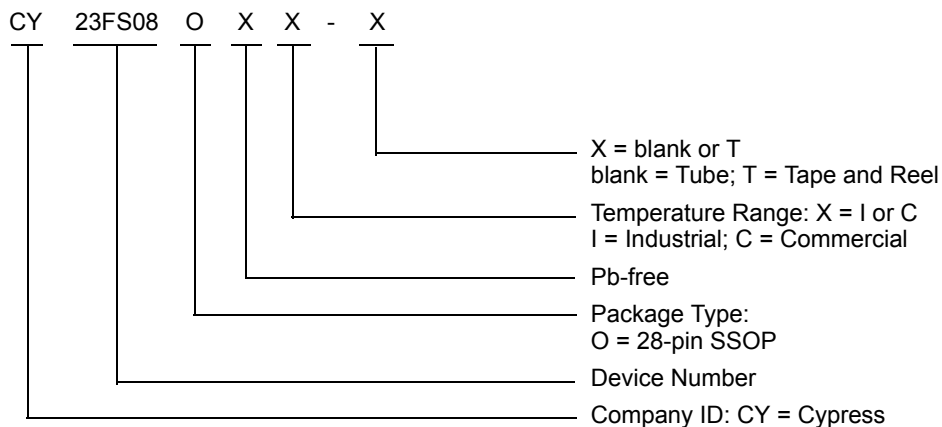 CY 23FS08 O X X - X
X = blank or T
blank = Tube; T = Tape and Reel
Temperature Range: X = I or C
I = Industrial; C = Commercial
Pb-free
Package Type:
O = 28-pin SSOP
Device Number
Company ID: CY = Cypress